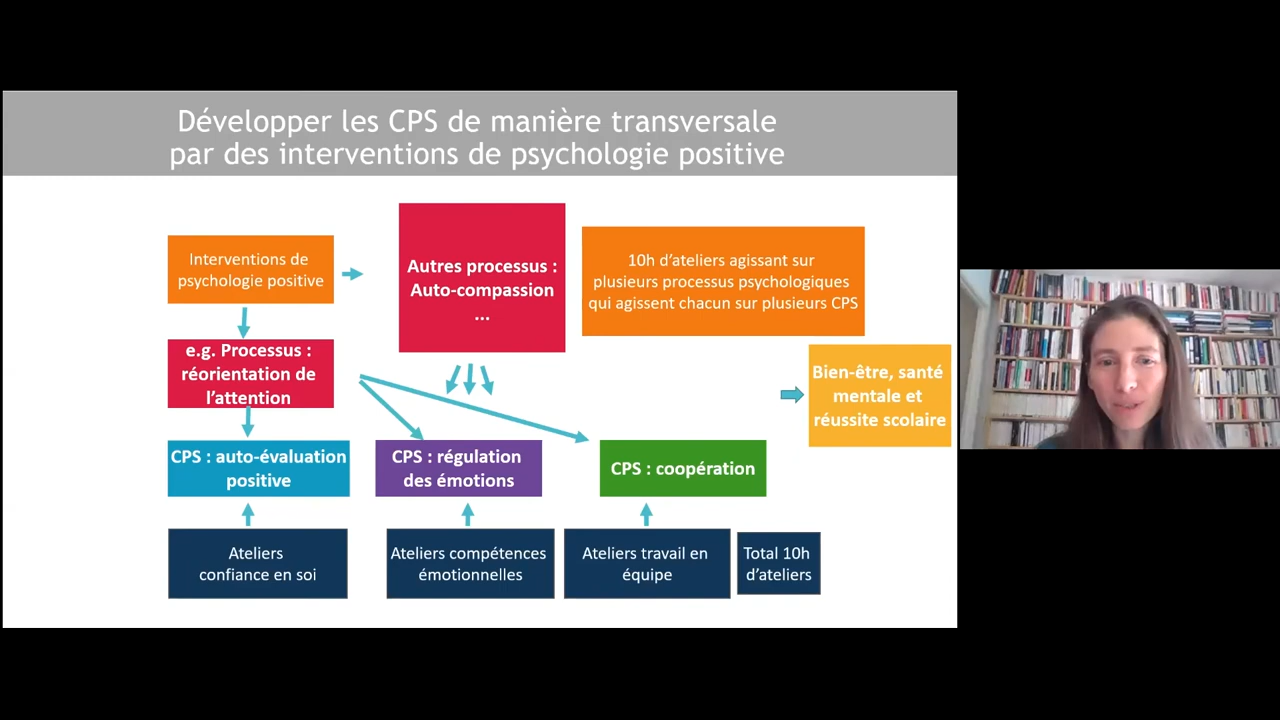 Développer les CPS de manière transversale
par des interventions de psychologie positive
Interventions de
psychologie positive
Autres processus :
Auto-compassion
...
10h d’ateliers agissant sur
plusieurs processus psychologiques
qui agissent chacun sur plusieurs CPS
e.g. Processus :
réorientation de
l’attention
Bien-être, santé
mentale et
réussite scolaire
CPS : auto-évaluation
positive
CPS : régulation
des émotions
CPS : coopération
Ateliers
confiance en soi
Ateliers compétences
émotionnelles
Ateliers travail en
équipe
Total 10h
d’ateliers